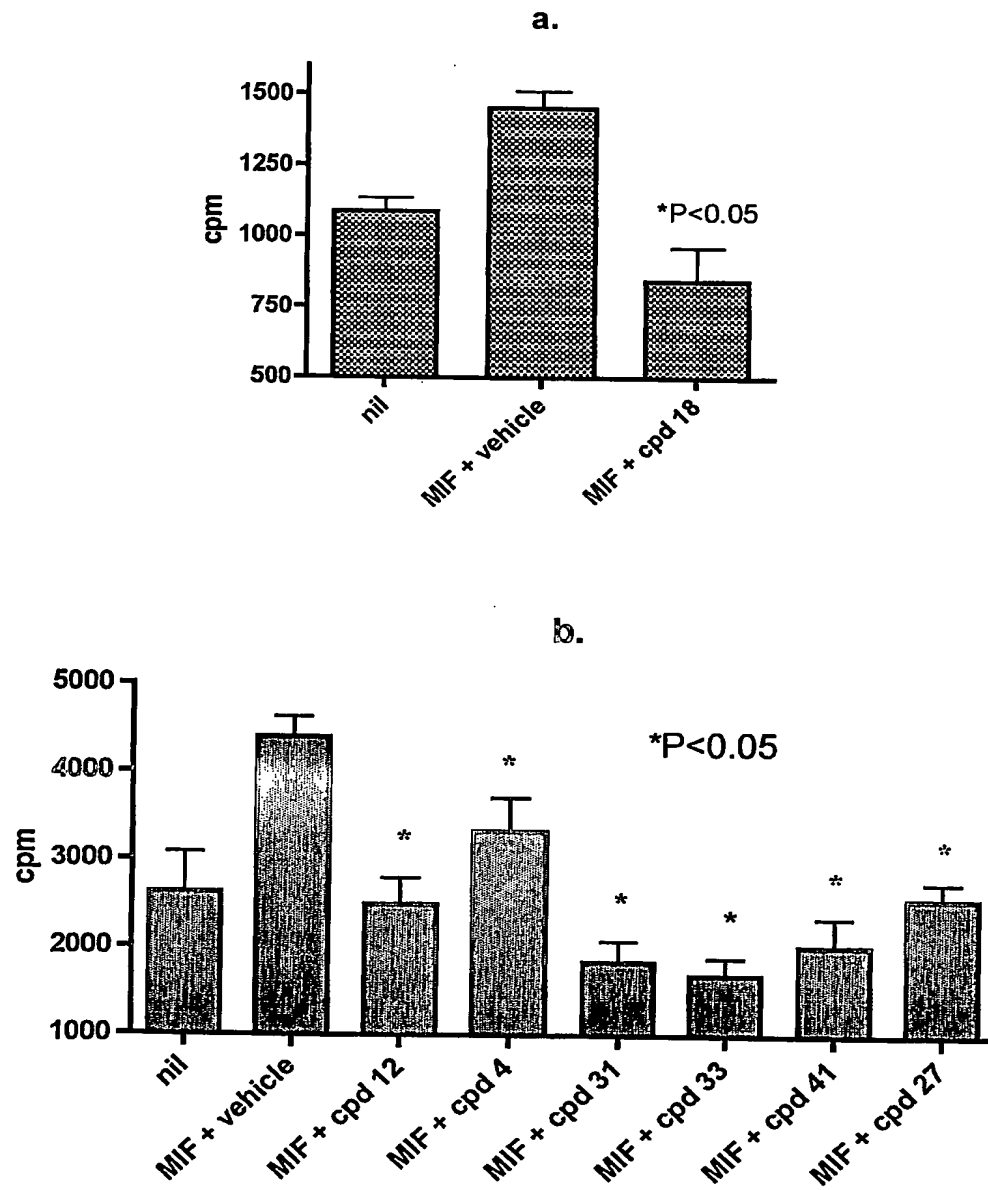 a.
1500
1250
1000
750
500
cpm
*P<0.05
nil
MIF + vehicle
MIF + cpd 18
b.
5000
4000
3000
2000
1000
cpm
*P<0.05
*
*
*
*
*
*
nil
MIF + vehicle
MIF + cpd 12
MIF + cpd 4
MIF + cpd 31
MIF + cpd 33
MIF + cpd 41
MIF + cpd 27